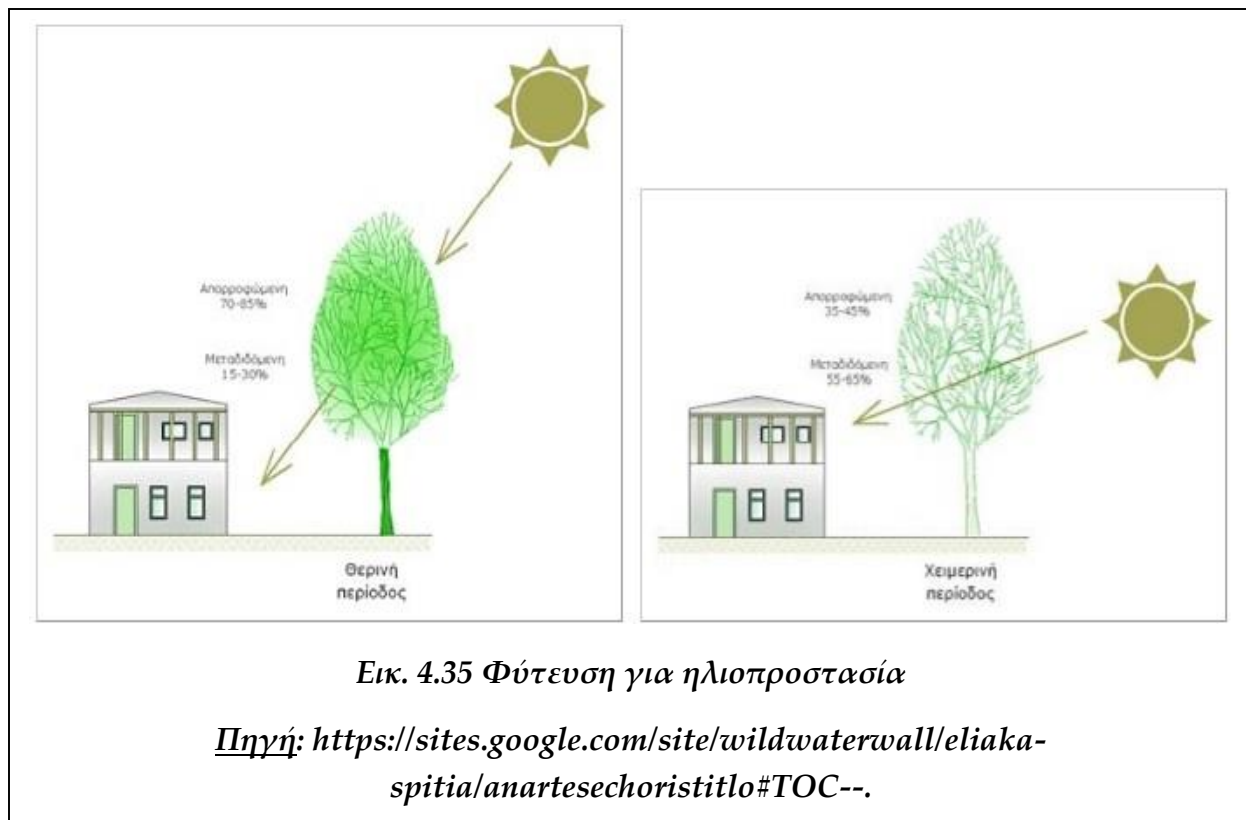 Απορροφώμενη
70-85%
Μεταδιδόμενη
15-30%
Θερινή
περίοδος
Απορροφώμενη
35-45%
Μεταδιδόμενη
55-65%
Χειμερινή
περίοδος
Εικ. 4.35 Φύτευση για ηλιοπροστασία
Πηγή: https://sites.google.com/site/wildwaterwall/eliaka-
spitia/anartesechoristitlo#TOC--.